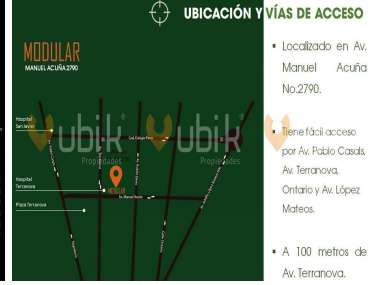 UBICACIÓN Y VÍAS DE ACCESO
MODULAR
MANUEL ACUÑA 2790
Hospital
San Javier
Hospital
Terranova
Plaza Terranova
MODULAR
Av. Manuel Acuña
ubik
Propiedades
ubik
Propiedades
▪ Localizado en Av.
Manuel Acuña
No.2790.
▪ Tiene fácil acceso
por Av. Pablo Casals,
Av. Terranova,
Ontario y Av. López
Mateos.
▪ A 100 metros de
Av. Terranova.